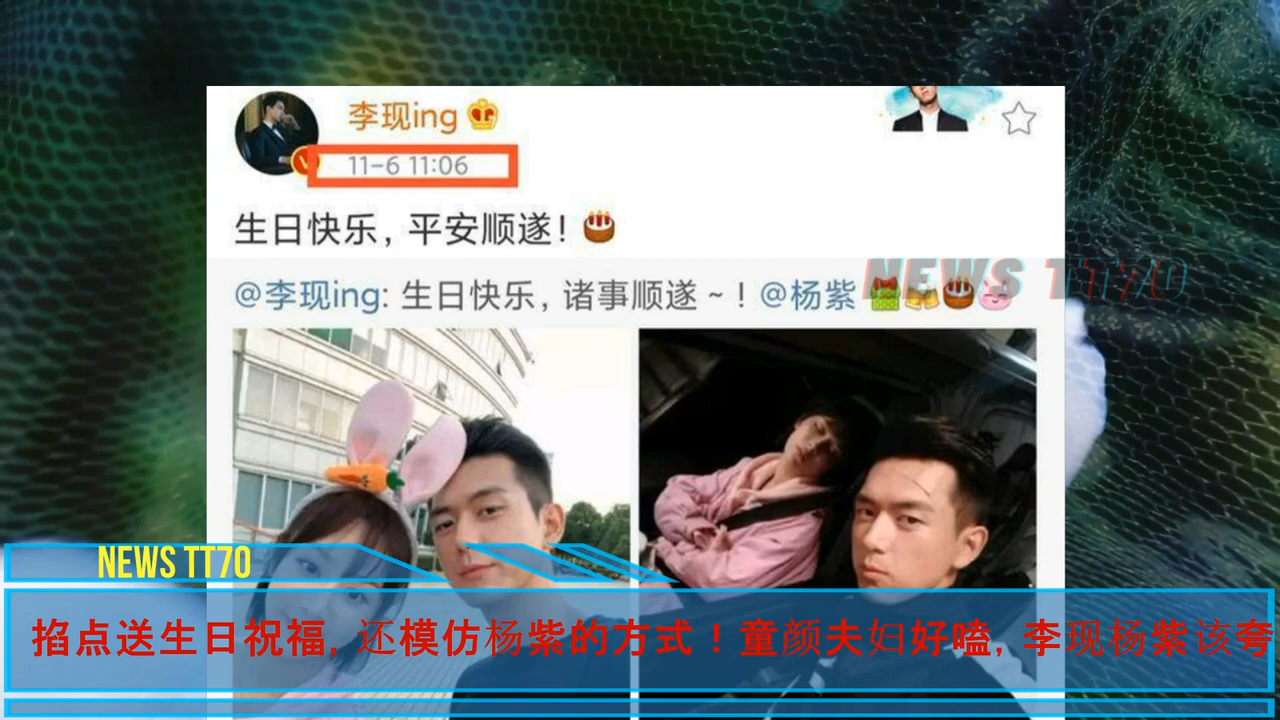 李现ing
11-6 11:06
生日快乐, 平安顺遂!
@李现ing: 生日快乐, 诸事顺遂 ~ ! @杨紫
NEWS TT70
NEWS TT70
掐点送生日祝福, 还模仿杨紫的方式 ! 童颜夫妇好嗑, 李现杨紫该夸